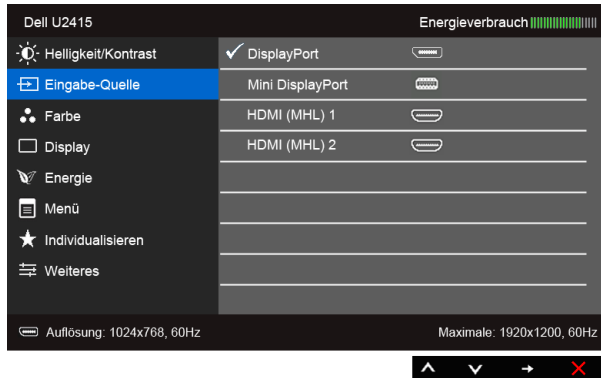 Dell U2415
Energieverbrauch
Helligkeit/Kontrast
DisplayPort
Eingabe-Quelle
Mini DisplayPort
Farbe
HDMI (MHL) 1
Display
HDMI (MHL) 2
Energie
Menü
Individualisieren
Weiteres
Auflösung: 1024x768, 60Hz
Maximale: 1920x1200, 60Hz